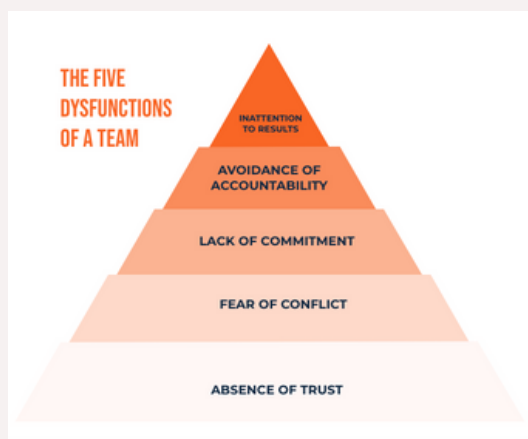 THE FIVE
DYSFUNCTIONS
OF A TEAM
INATTENTION
TO RESULTS
AVOIDANCE OF
ACCOUNTABILITY
LACK OF COMMITMENT
FEAR OF CONFLICT
ABSENCE OF TRUST